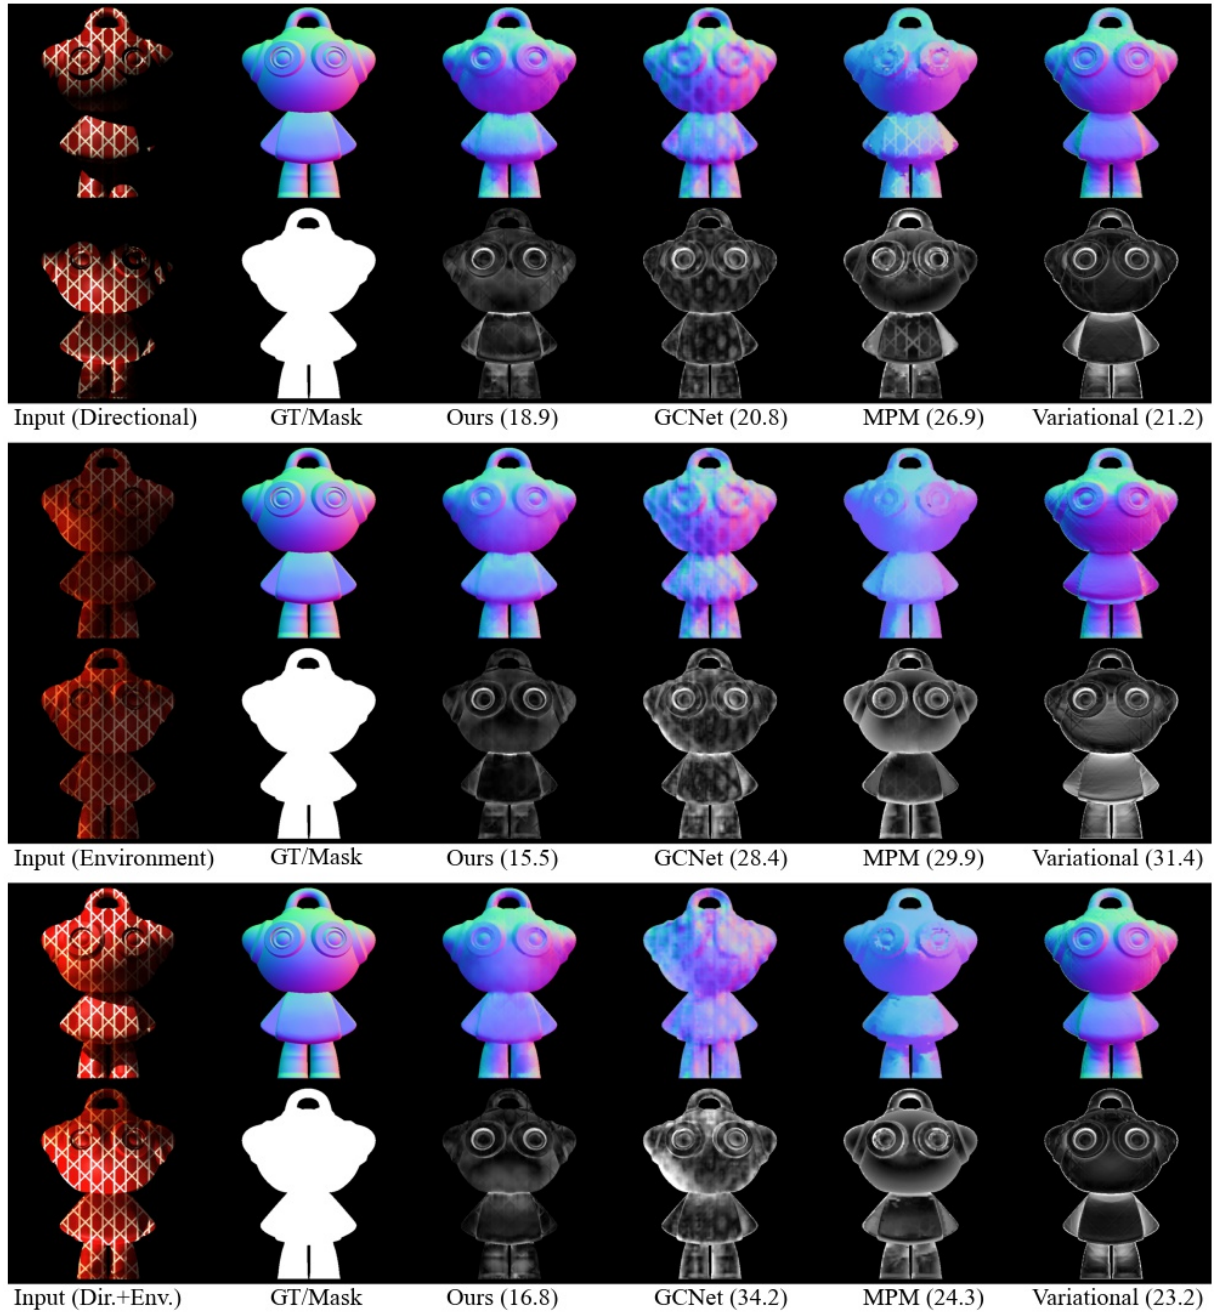 Input (Directional) GT/Mask Ours (18.9) GCNet (20.8) MPM (26.9) Variational (21.2)
Input (Environment) GT/Mask Ours (15.5) GCNet (28.4) MPM (29.9) Variational (31.4)
Input (Dir.+Env.) GT/Mask Ours (16.8) GCNet (34.2) MPM (24.3) Variational (23.2)